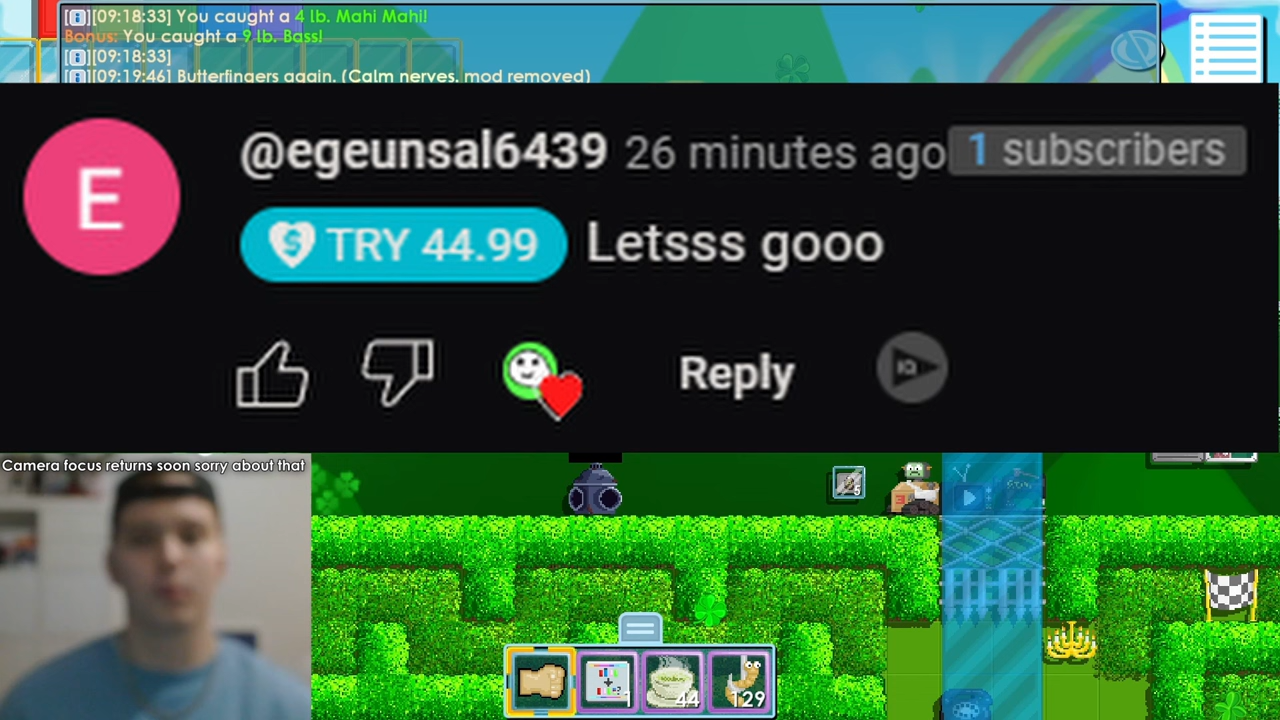 [i][09:18:33] You caught a 4 lb. Mahi Mahi!
Bonus: You caught a 9 lb. Bass!
[i][09:18:33]
[i][09:19:46] Butterfingers again. (Calm nerves, mod removed)
E
@egeunsal6439 26 minutes ago 1 subscribers
TRY 44.99 Letsss gooo
Reply
Camera focus returns soon sorry about that
5
1
44
129